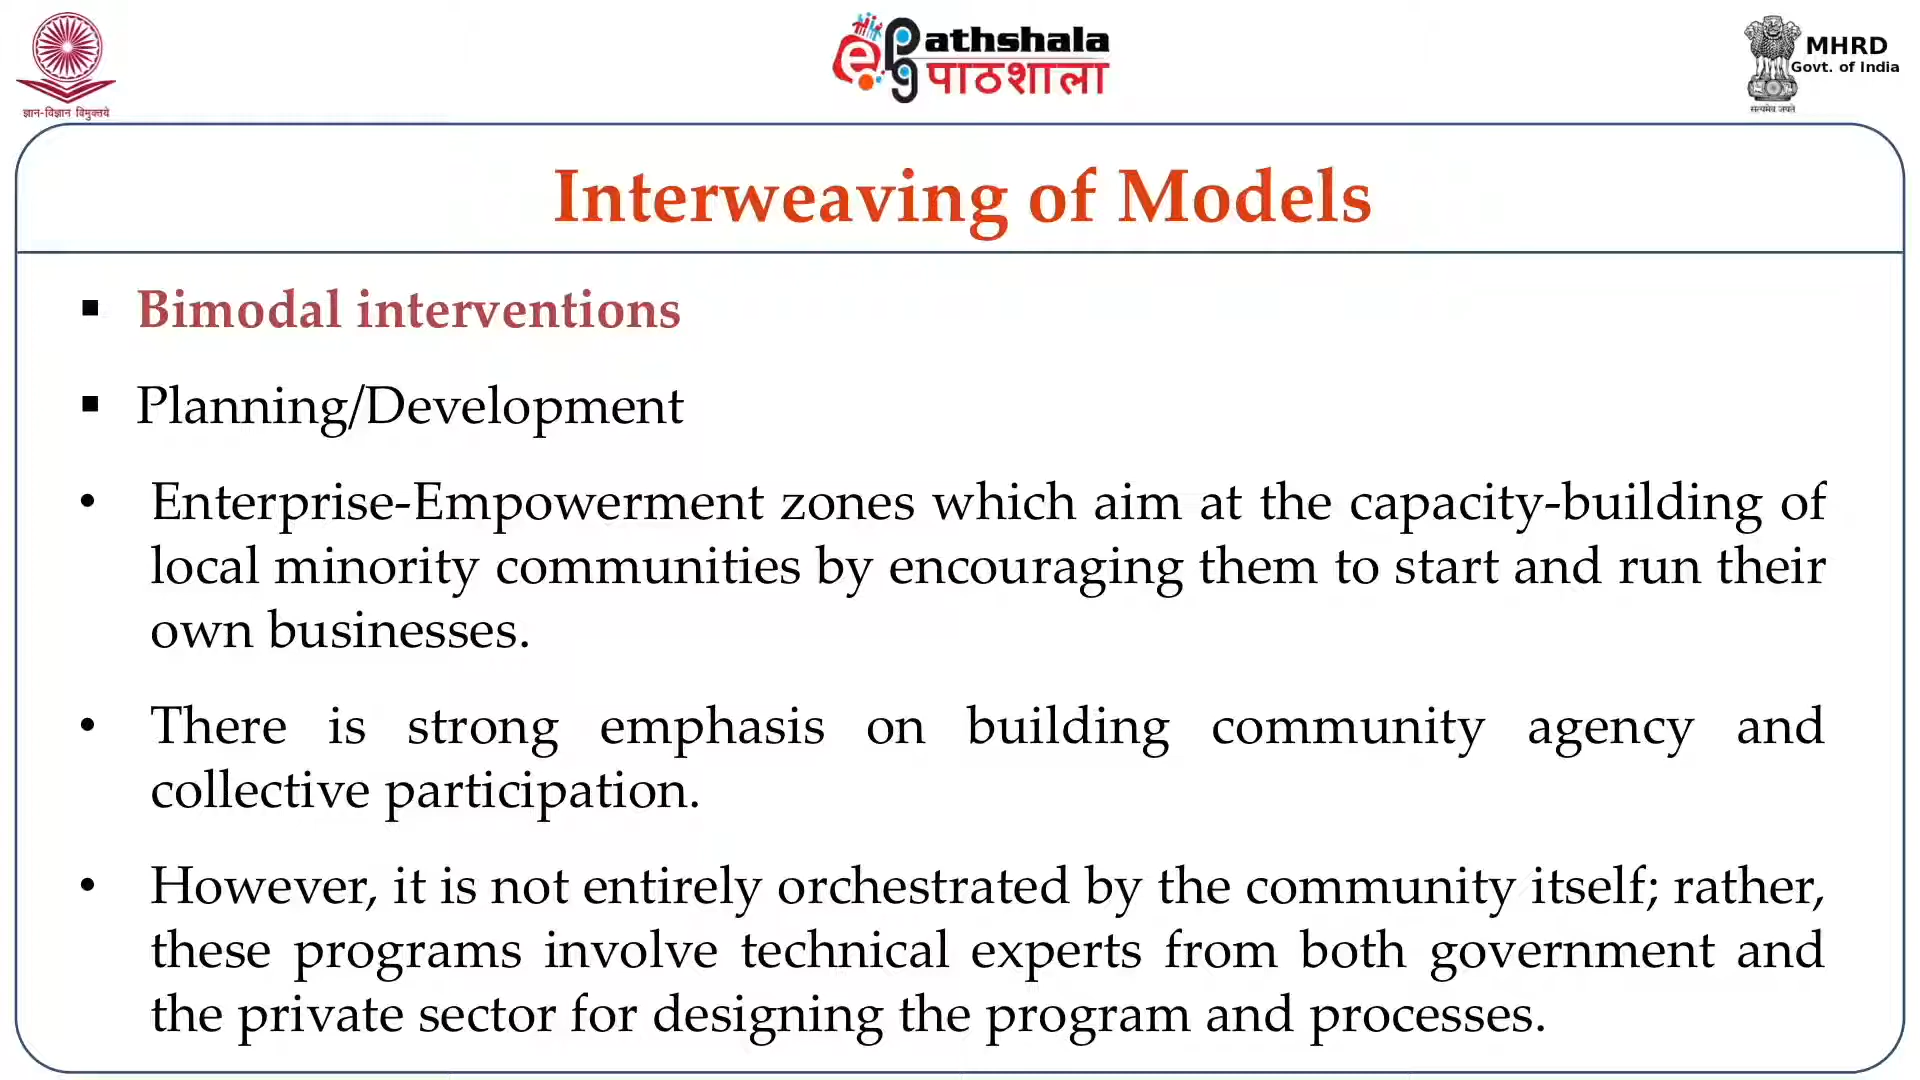 ज्ञान-विज्ञान विमुक्तये
e
pg
athshala
पाठशाला
MHRD
Govt. of India
सत्यमेव जयते
Interweaving of Models
▪ Bimodal interventions
▪ Planning/Development
• Enterprise-Empowerment zones which aim at the capacity-building of
local minority communities by encouraging them to start and run their
own businesses.
• There is strong emphasis on building community agency and
collective participation.
• However, it is not entirely orchestrated by the community itself; rather,
these programs involve technical experts from both government and
the private sector for designing the program and processes.